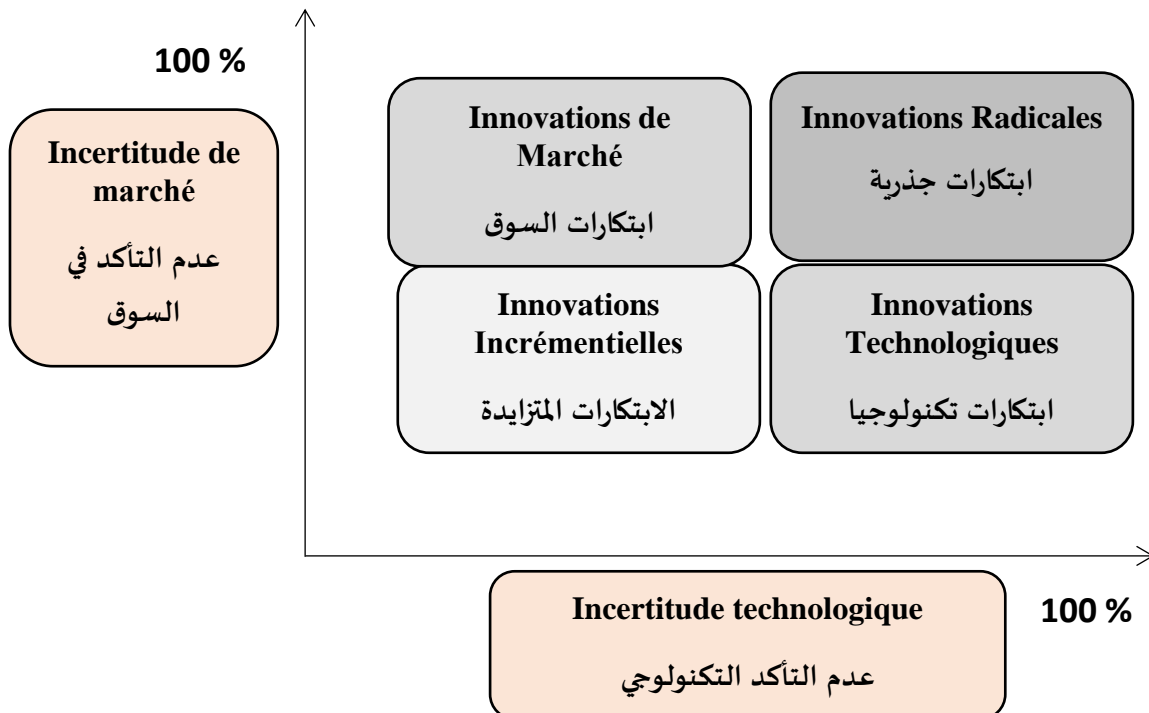 100 %
Incertitude de
marché
عدم التأكد في
السوق
Innovations de
Marché
ابتكارات السوق
Innovations Radicales
ابتكارات جذرية
Innovations
Incrémentielles
الابتكارات المتزايدة
Innovations
Technologiques
ابتكارات تكنولوجيا
Incertitude technologique
عدم التأكد التكنولوجي
100 %